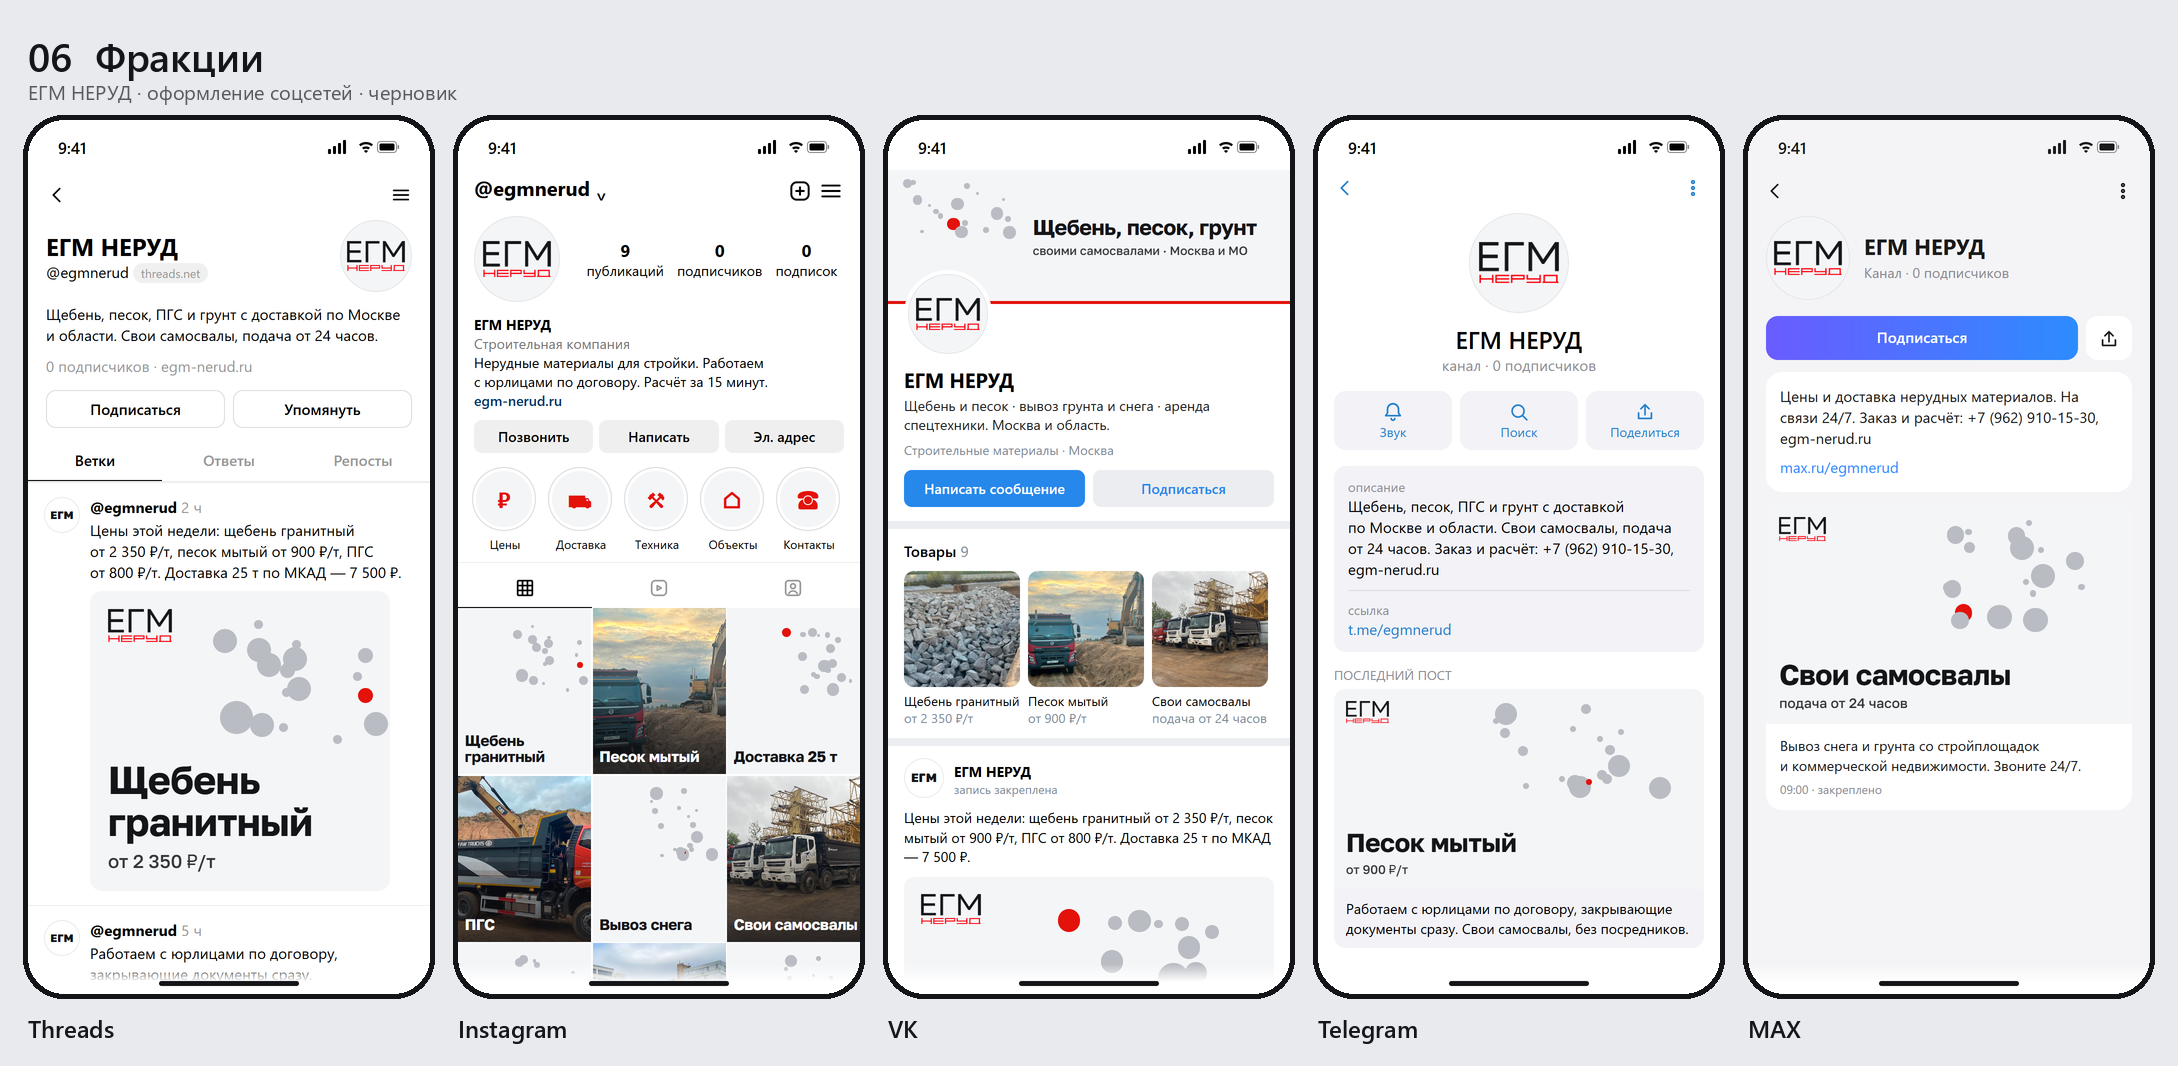 06 Фракции
ЕГМ НЕРУД · оформление соцсетей · черновик
9:41
ЕГМ НЕРУД
@egmnerud threads.net
ЕГМ
НЕРУД
Щебень, песок, ПГС и грунт с доставкой по Москве
и области. Свои самосвалы, подача от 24 часов.
0 подписчиков · egm-nerud.ru
Подписаться
Упомянуть
Ветки
Ответы
Репосты
ЕГМ
@egmnerud 2 ч
Цены этой недели: щебень гранитный
от 2 350 ₽/т, песок мытый от 900 ₽/т, ПГС
от 800 ₽/т. Доставка 25 т по МКАД — 7 500 ₽.
ЕГМ
НЕРУД
Щебень
гранитный
от 2 350 ₽/т
ЕГМ
@egmnerud 5 ч
Работаем с юрлицами по договору,
закрывающие документы сразу.
Threads
9:41
@egmnerud
ЕГМ
НЕРУД
9
публикаций
0
подписчиков
0
подписок
ЕГМ НЕРУД
Строительная компания
Нерудные материалы для стройки. Работаем
с юрлицами по договору. Расчёт за 15 минут.
egm-nerud.ru
Позвонить
Написать
Эл. адрес
₽
Цены
Доставка
Техника
Объекты
Контакты
Щебень
гранитный
Песок мытый
Доставка 25 т
ПГС
Вывоз снега
Свои самосвалы
Instagram
9:41
Щебень, песок, грунт
своими самосвалами · Москва и МО
ЕГМ
НЕРУД
ЕГМ НЕРУД
Щебень и песок · вывоз грунта и снега · аренда
спецтехники. Москва и область.
Строительные материалы · Москва
Написать сообщение
Подписаться
Товары 9
Щебень гранитный
от 2 350 ₽/т
Песок мытый
от 900 ₽/т
Свои самосвалы
подача от 24 часов
ЕГМ
ЕГМ НЕРУД
запись закреплена
Цены этой недели: щебень гранитный от 2 350 ₽/т, песок
мытый от 900 ₽/т, ПГС от 800 ₽/т. Доставка 25 т по МКАД
— 7 500 ₽.
ЕГМ
НЕРУД
VK
9:41
ЕГМ
НЕРУД
ЕГМ НЕРУД
канал · 0 подписчиков
Звук
Поиск
Поделиться
описание
Щебень, песок, ПГС и грунт с доставкой
по Москве и области. Свои самосвалы, подача
от 24 часов. Заказ и расчёт: +7 (962) 910-15-30,
egm-nerud.ru
ссылка
t.me/egmnerud
ПОСЛЕДНИЙ ПОСТ
ЕГМ
НЕРУД
Песок мытый
от 900 ₽/т
Работаем с юрлицами по договору, закрывающие
документы сразу. Свои самосвалы, без посредников.
Telegram
9:41
ЕГМ
НЕРУД
ЕГМ НЕРУД
Канал · 0 подписчиков
Подписаться
Цены и доставка нерудных материалов. На
связи 24/7. Заказ и расчёт: +7 (962) 910-15-30,
egm-nerud.ru
max.ru/egmnerud
ЕГМ
НЕРУД
Свои самосвалы
подача от 24 часов
Вывоз снега и грунта со стройплощадок
и коммерческой недвижимости. Звоните 24/7.
09:00 · закреплено
MAX